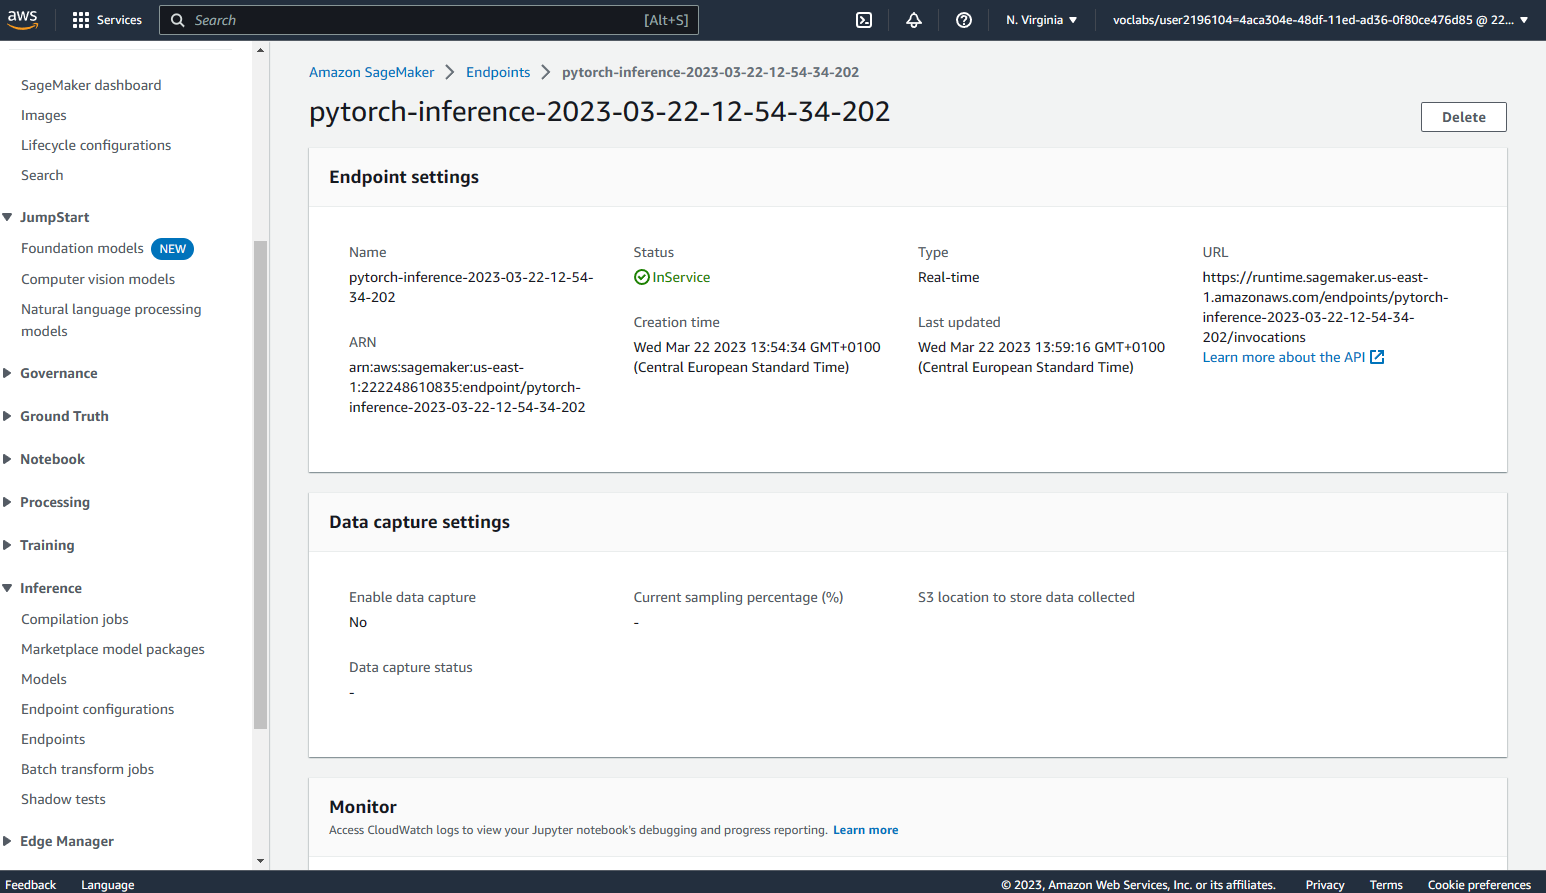 aws
Services
Search
[Alt+S]
N. Virginia
voclabs/user2196104=4aca304e-48df-11ed-ad36-0f80ce476d85 @ 22...
SageMaker dashboard
Images
Lifecycle configurations
Search
JumpStart
Foundation models NEW
Computer vision models
Natural language processing
models
Governance
Ground Truth
Notebook
Processing
Training
Inference
Compilation jobs
Marketplace model packages
Models
Endpoint configurations
Endpoints
Batch transform jobs
Shadow tests
Edge Manager
Amazon SageMaker
Endpoints
pytorch-inference-2023-03-22-12-54-34-202
pytorch-inference-2023-03-22-12-54-34-202
Delete
Endpoint settings
Name
pytorch-inference-2023-03-22-12-54-
34-202
ARN
arn:aws:sagemaker:us-east-
1:222248610835:endpoint/pytorch-
inference-2023-03-22-12-54-34-202
Status
InService
Creation time
Wed Mar 22 2023 13:54:34 GMT+0100
(Central European Standard Time)
Type
Real-time
Last updated
Wed Mar 22 2023 13:59:16 GMT+0100
(Central European Standard Time)
URL
https://runtime.sagemaker.us-east-
1.amazonaws.com/endpoints/pytorch-
inference-2023-03-22-12-54-34-
202/invocations
Learn more about the API
Data capture settings
Enable data capture
No
Data capture status
-
Current sampling percentage (%)
-
S3 location to store data collected
Monitor
Access CloudWatch logs to view your Jupyter notebook's debugging and progress reporting. Learn more
Feedback
Language
© 2023, Amazon Web Services, Inc. or its affiliates.
Privacy
Terms
Cookie preferences